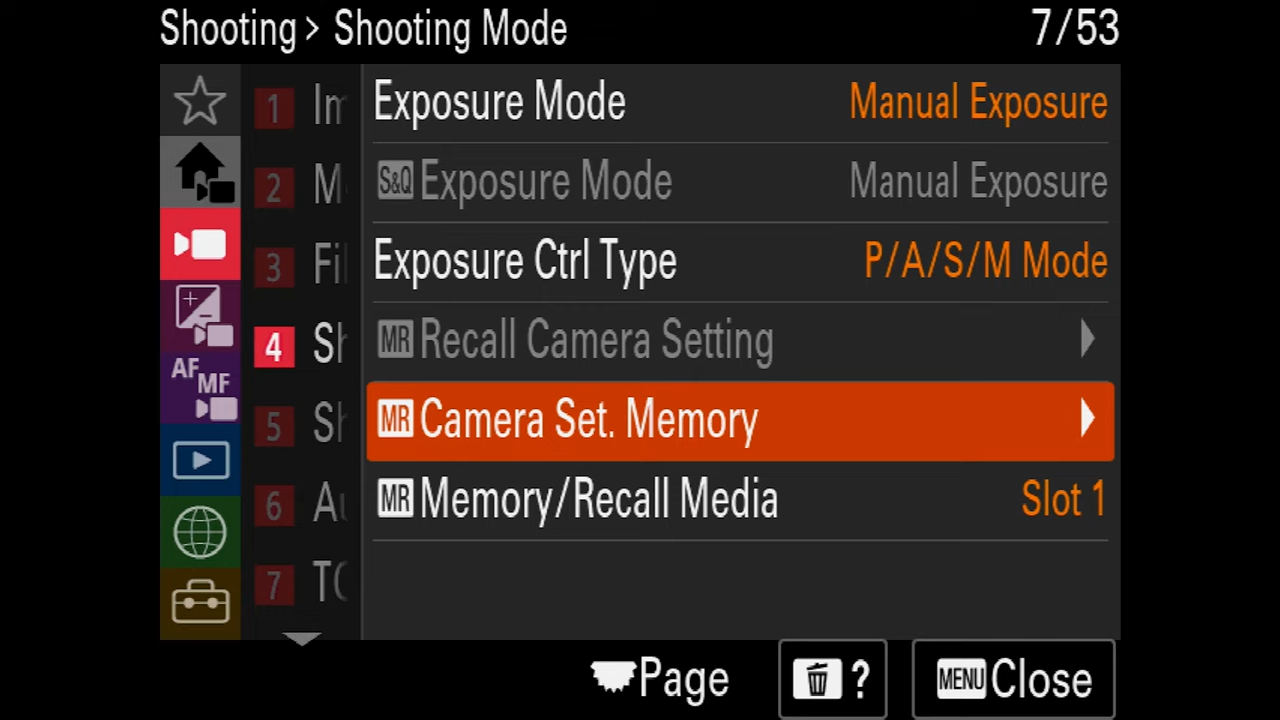 Shooting> Shooting Mode 7/53
1 Exposure Mode Manual Exposure
2 S&Q Exposure Mode Manual Exposure
3 Exposure Ctrl Type P/A/S/M Mode
4 MR Recall Camera Setting
AF MF
5 MR Camera Set. Memory
6 MR Memory/Recall Media Slot 1
7
Page ? MENU Close